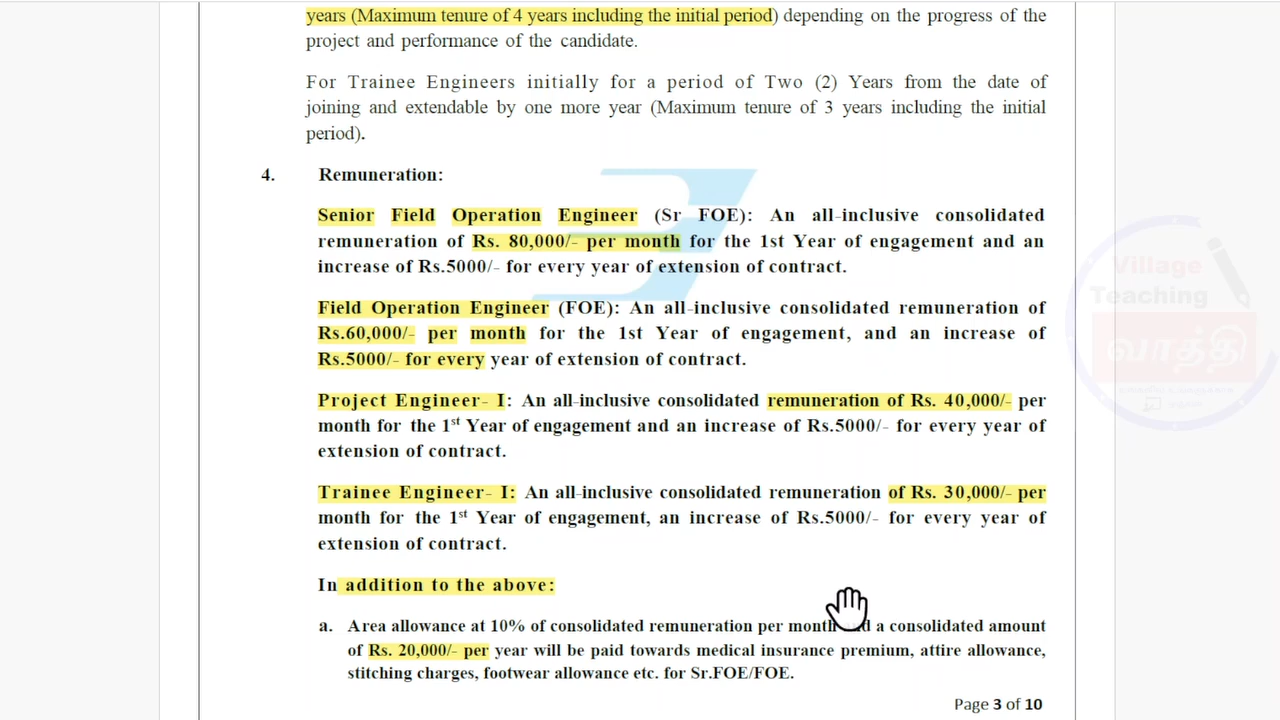 years (Maximum tenure of 4 years including the initial period) depending on the progress of the
project and performance of the candidate.
For Trainee Engineers initially for a period of Two (2) Years from the date of
joining and extendable by one more year (Maximum tenure of 3 years including the initial
period).
4. Remuneration:
Senior Field Operation Engineer (Sr FOE): An all-inclusive consolidated
remuneration of Rs. 80,000/- per month for the 1st Year of engagement and an
increase of Rs.5000/- for every year of extension of contract.
Field Operation Engineer (FOE): An all-inclusive consolidated remuneration of
Rs.60,000/- per month for the 1st Year of engagement, and an increase of
Rs.5000/- for every year of extension of contract.
Project Engineer- I: An all-inclusive consolidated remuneration of Rs. 40,000/- per
month for the 1st Year of engagement and an increase of Rs.5000/- for every year of
extension of contract.
Trainee Engineer- I: An all-inclusive consolidated remuneration of Rs. 30,000/- per
month for the 1st Year of engagement, an increase of Rs.5000/- for every year of
extension of contract.
In addition to the above:
a. Area allowance at 10% of consolidated remuneration per month and a consolidated amount
of Rs. 20,000/- per year will be paid towards medical insurance premium, attire allowance,
stitching charges, footwear allowance etc. for Sr.FOE/FOE.
Page 3 of 10
Village
Teaching
வாத்தி